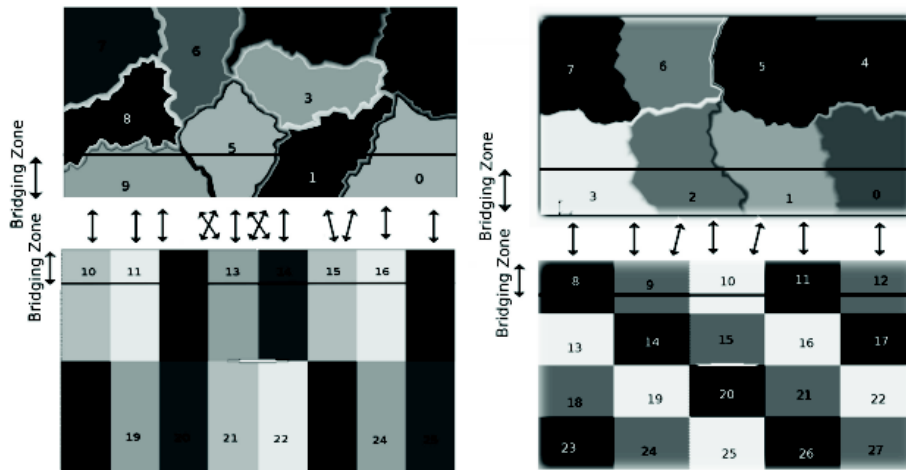 7
6
3
8
5
9
1
0
Bridging Zone
Bridging Zone
10 11 13 15 16
19 20 21 22 24
7 6 5 4
3 2 1 0
Bridging Zone
Bridging Zone
8 9 10 11 12
13 14 15 16 17
18 19 20 21 22
23 24 25 26 27